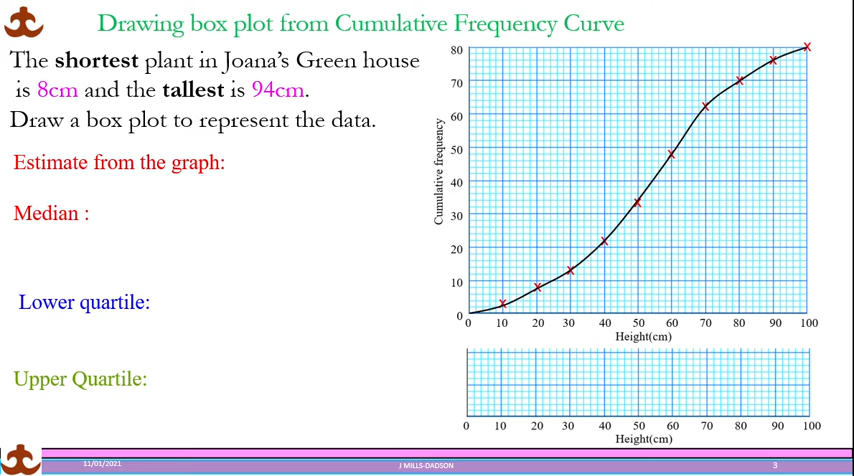 Drawing box plot from Cumulative Frequency Curve
The shortest plant in Joana's Green house
is 8cm and the tallest is 94cm.
Draw a box plot to represent the data.
Estimate from the graph:
Median :
Lower quartile:
Upper Quartile:
Cumulative frequency
80
70
60
50
40
30
20
10
0
0 10 20 30 40 50 60 70 80 90 100
Height(cm)
0 10 20 30 40 50 60 70 80 90 100
Height(cm)
11/01/2021 J MILLS-DADSON 3